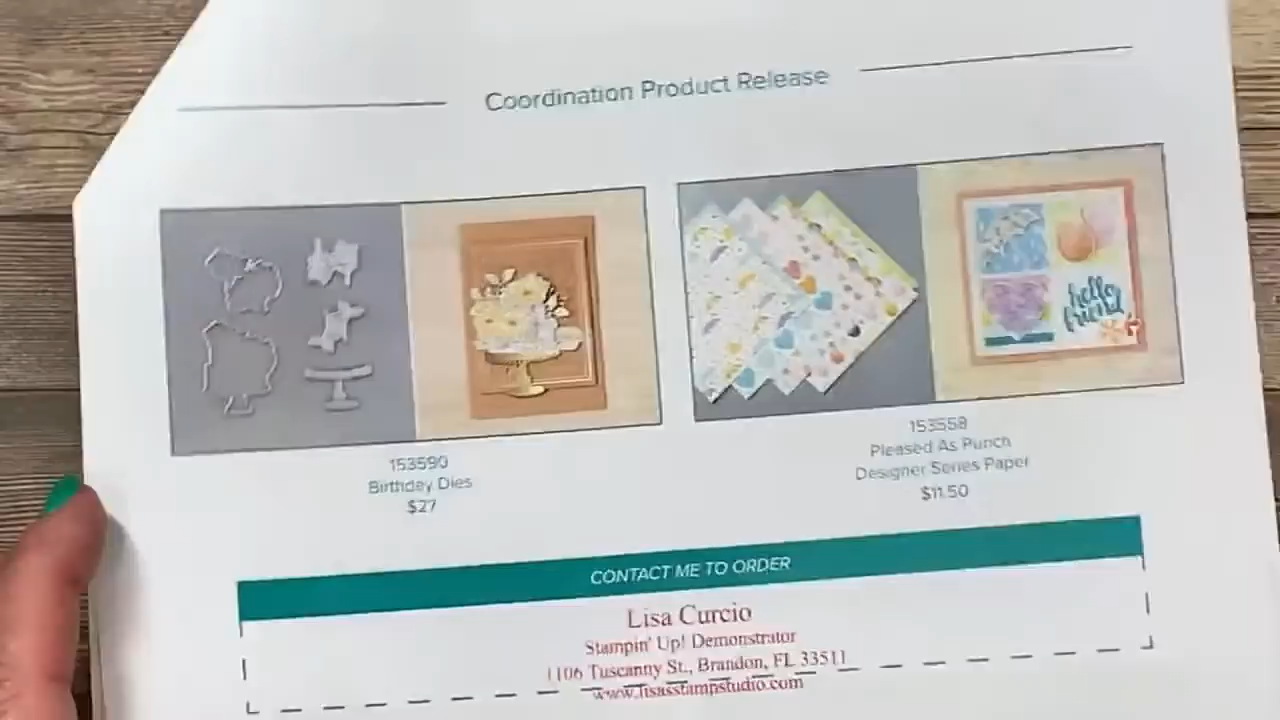 Coordination Product Release
hello
friend
153590
Birthday Dies
$27
153558
Pleased As Punch
Designer Series Paper
$11.50
CONTACT ME TO ORDER
Lisa Curcio
Stampin' Up! Demonstrator
1106 Tuscanny St., Brandon, FL 33511
www.lisasstampstudio.com